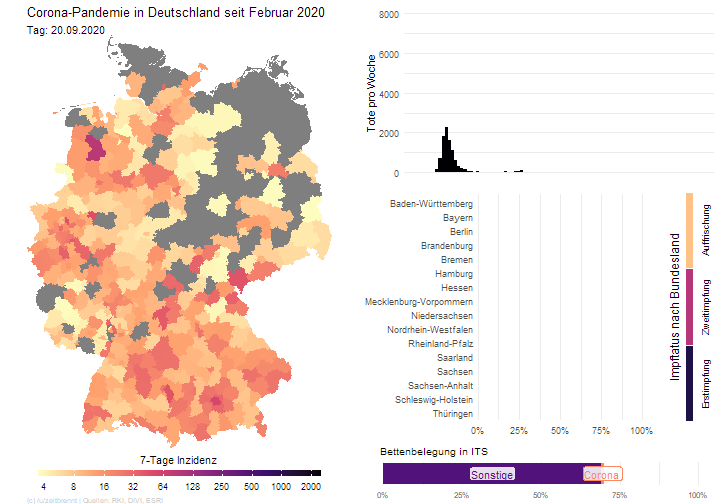 Corona-Pandemie in Deutschland seit Februar 2020
Tag: 20.09.2020
7-Tage Inzidenz
4 8 16 32 64 128 250 500 1000 2000
(c) /u/zeitbrennt | Quellen: RKI, DIVI, ESRI
Tote pro Woche
8000
6000
4000
2000
0
Baden-Württemberg
Bayern
Berlin
Brandenburg
Bremen
Hamburg
Hessen
Mecklenburg-Vorpommern
Niedersachsen
Nordrhein-Westfalen
Rheinland-Pfalz
Saarland
Sachsen
Sachsen-Anhalt
Schleswig-Holstein
Thüringen
0% 25% 50% 75% 100%
Impfstatus nach Bundesland
Auffrischung
Zweitimpfung
Erstimpfung
Bettenbelegung in ITS
Sonstige Corona
0% 25% 50% 75% 100%